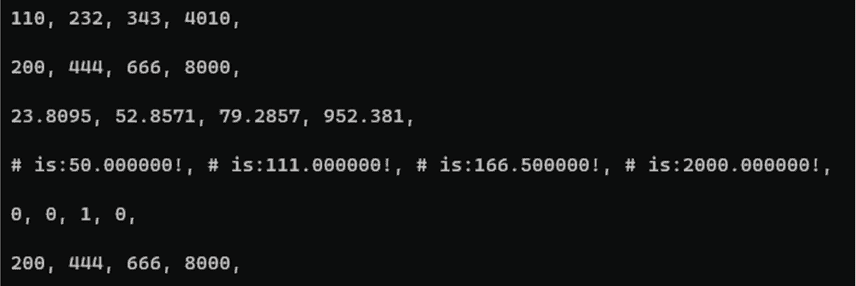 110, 232, 343, 4010,
200, 444, 666, 8000,
23.8095, 52.8571, 79.2857, 952.381,
# is:50.000000!, # is:111.000000!, # is:166.500000!, # is:2000.000000!,
0, 0, 1, 0,
200, 444, 666, 8000,